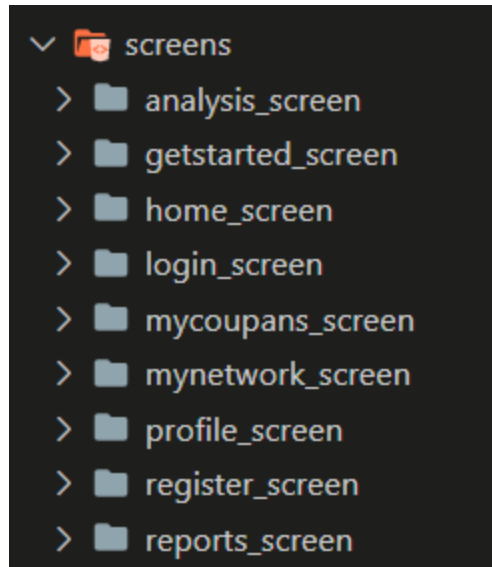 screens
analysis_screen
getstarted_screen
home_screen
login_screen
mycoupans_screen
mynetwork_screen
profile_screen
register_screen
reports_screen